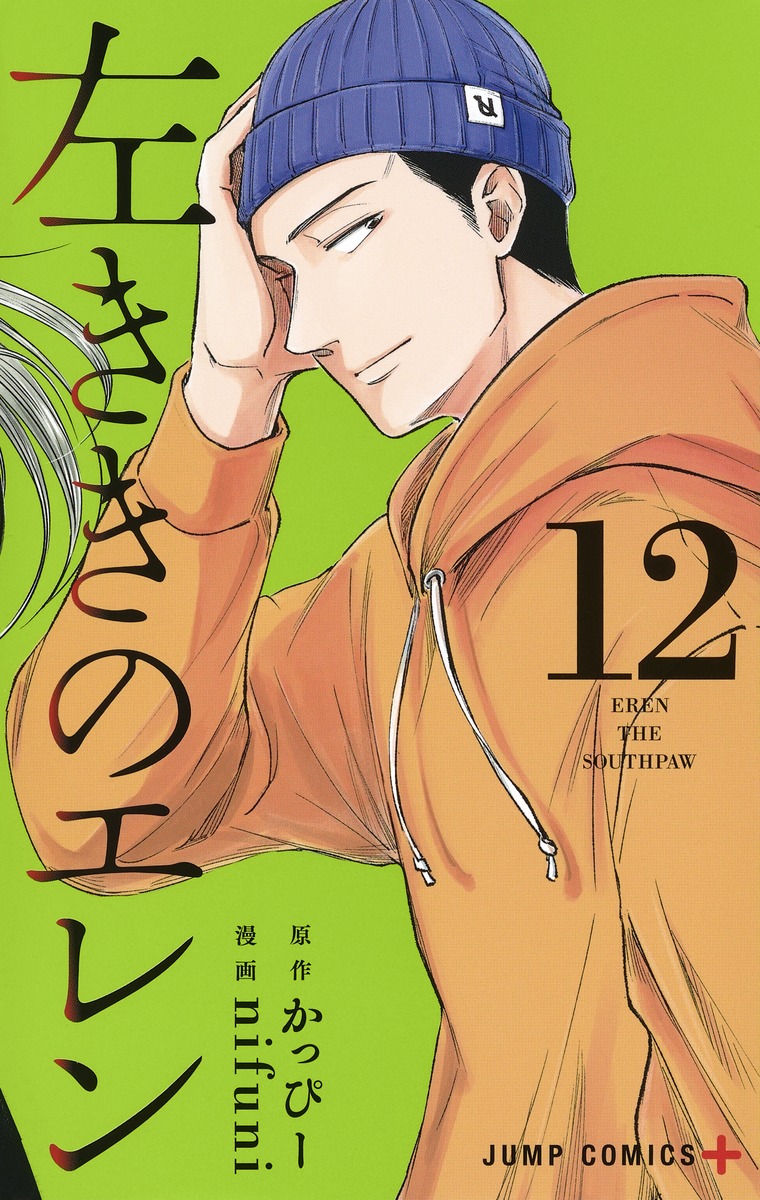 左ききのエレン
12
EREN
THE
SOUTHPAW
原作 かっぴー
漫画 nifuni
JUMP COMICS+